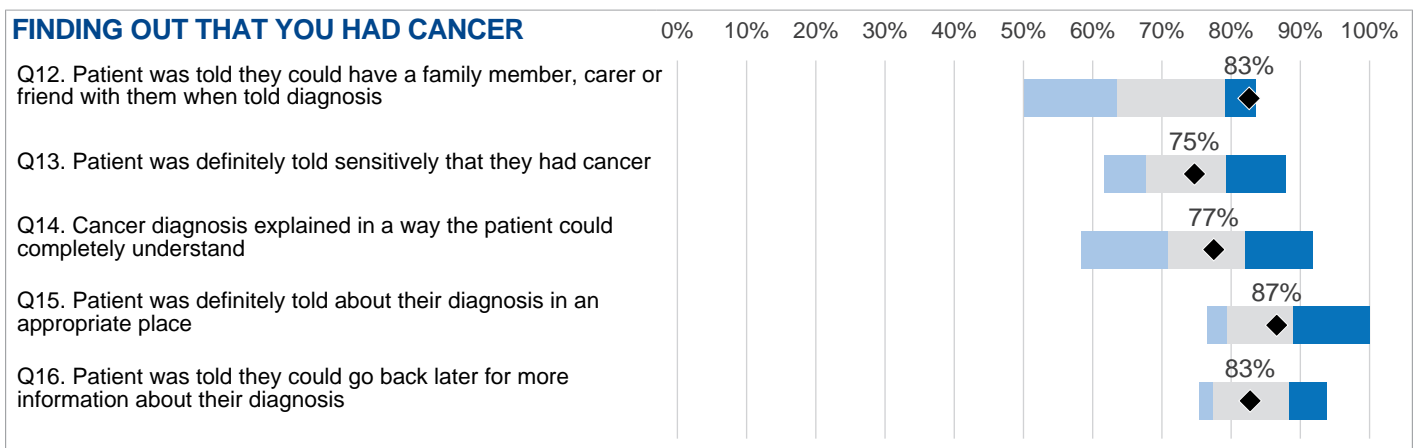 FINDING OUT THAT YOU HAD CANCER 0% 10% 20% 30% 40% 50% 60% 70% 80% 90% 100%
Q12. Patient was told they could have a family member, carer or
friend with them when told diagnosis
83%
Q13. Patient was definitely told sensitively that they had cancer
75%
Q14. Cancer diagnosis explained in a way the patient could
completely understand
77%
Q15. Patient was definitely told about their diagnosis in an
appropriate place
87%
Q16. Patient was told they could go back later for more
information about their diagnosis
83%